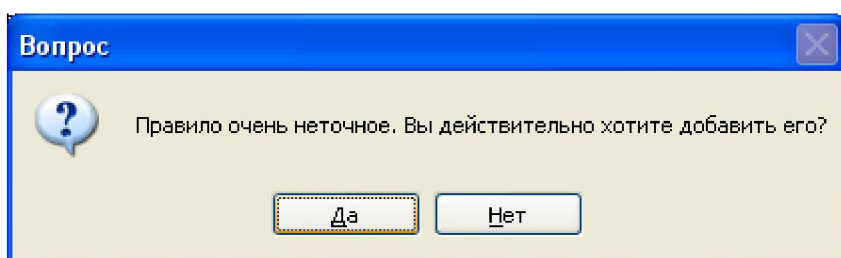 Вопрос
Правило очень неточное. Вы действительно хотите добавить его?
Да
Нет